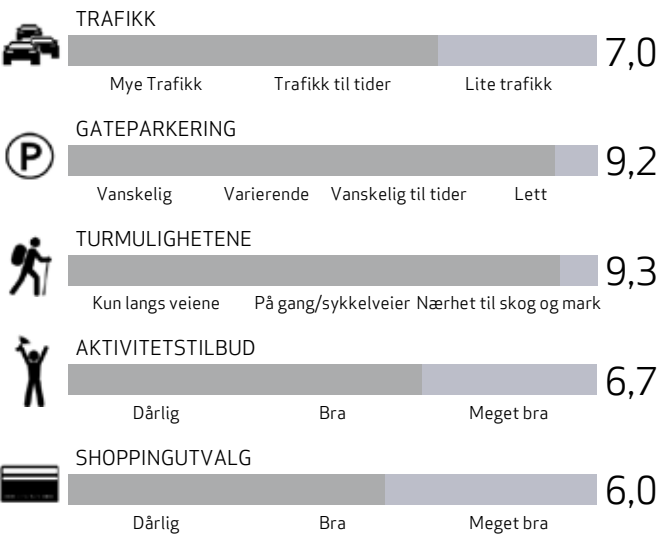 TRAFIKK
7,0
Mye Trafikk Trafikk til tider Lite trafikk
GATEPARKERING
P
9,2
Vanskelig Varierende Vanskelig til tider Lett
TURMULIGHETENE
9,3
Kun langs veiene På gang/sykkelveier Nærhet til skog og mark
AKTIVITETSTILBUD
6,7
Dårlig Bra Meget bra
SHOPPINGUTVALG
6,0
Dårlig Bra Meget bra